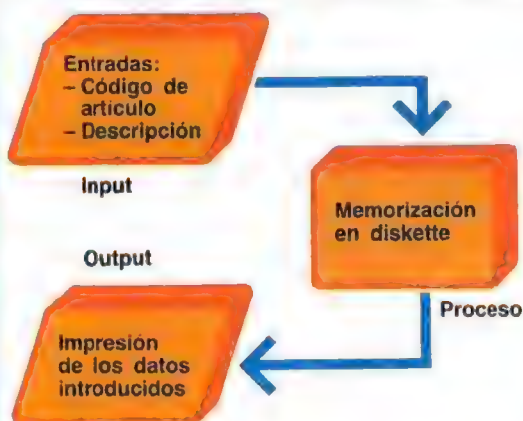 Entradas:
– Código de
artículo
– Descripción
Input
Memorización
en diskette
Proceso
Output
Impresión
de los datos
introducidos